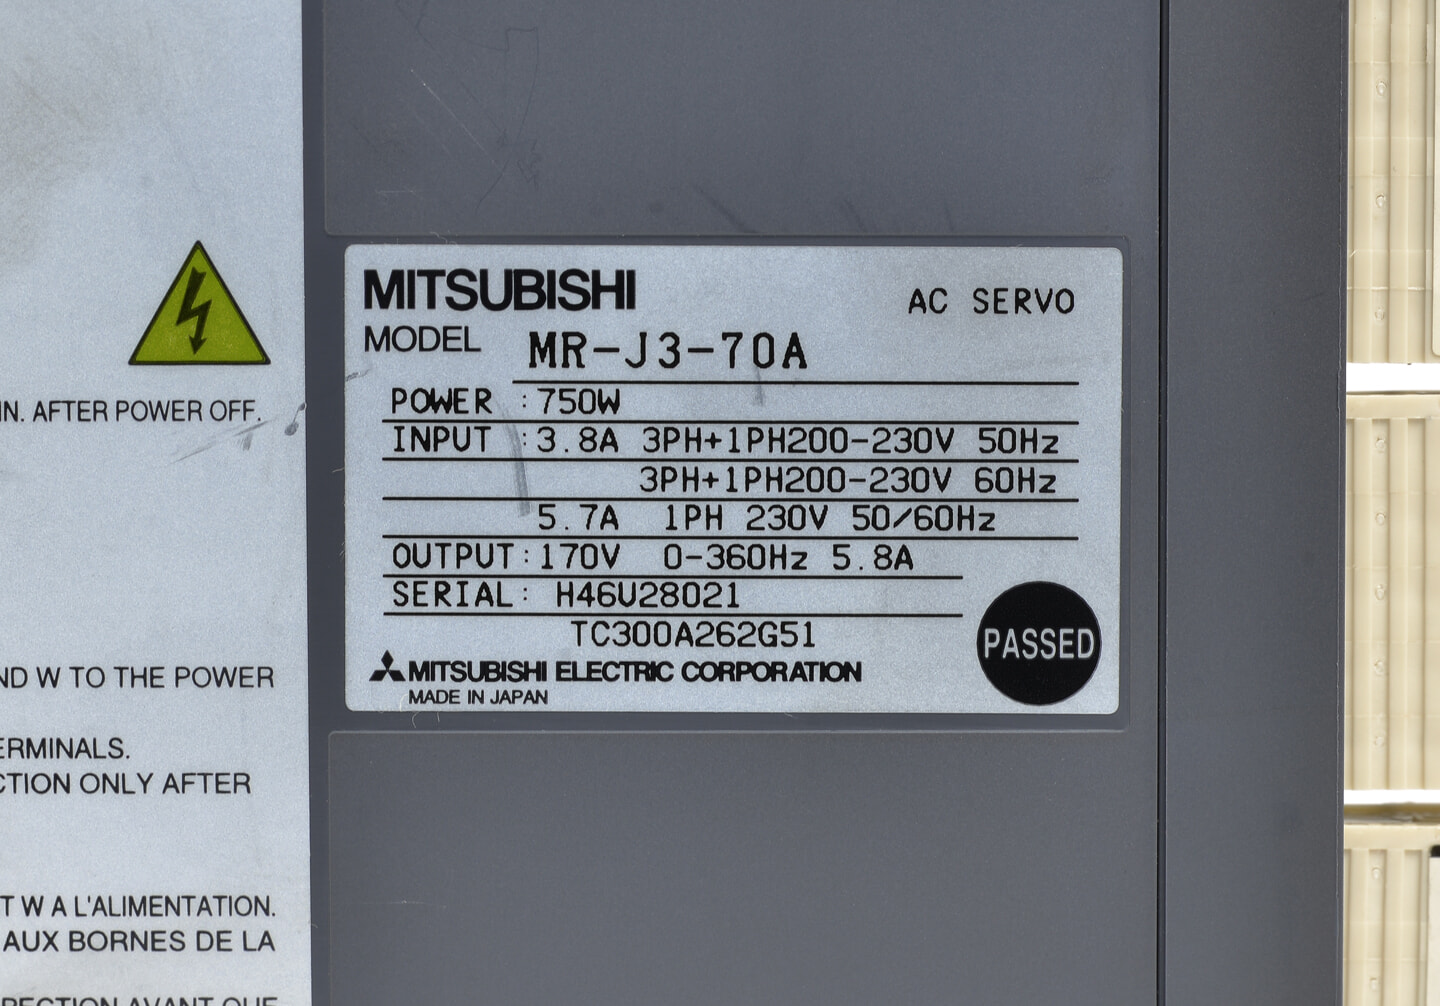 MITSUBISHI
AC SERVO
MODEL MR-J3-70A
POWER : 750W
INPUT : 3.8A 3PH+1PH200-230V 50Hz
3PH+1PH200-230V 60Hz
5.7A 1PH 230V 50/60Hz
OUTPUT: 170V 0-360Hz 5.8A
SERIAL: H46U28021
TC300A262G51
MITSUBISHI ELECTRIC CORPORATION
MADE IN JAPAN
PASSED
IN. AFTER POWER OFF.
ND W TO THE POWER
ERMINALS.
CTION ONLY AFTER
T W A L'ALIMENTATION.
AUX BORNES DE LA
RECTION AVANT QUE